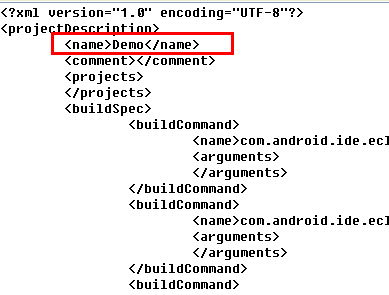 <?xml version="1.0" encoding="UTF-8"?>
<projectDescription>
<name>Demo</name>
<comment></comment>
<projects>
</projects>
<buildSpec>
<buildCommand>
<name>com.android.ide.ecl
<arguments>
</arguments>
</buildCommand>
<buildCommand>
<name>com.android.ide.ecl
<arguments>
</arguments>
</buildCommand>
<buildCommand>